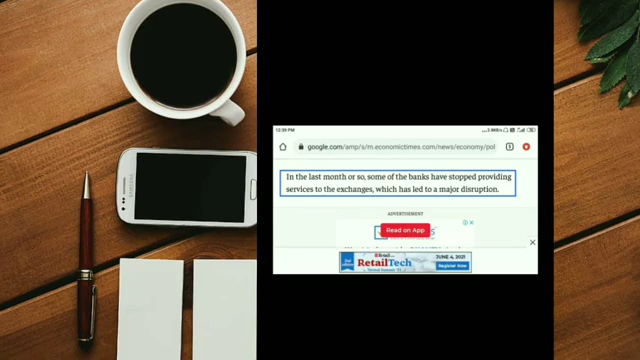 SAMSUNG
12:39 PM
google.com/amp/s/m.economictimes.com/news/economy/pol
In the last month or so, some of the banks have stopped providing
services to the exchanges, which has led to a major disruption.
ADVERTISEMENT
Read on App
RetailTech
JUNE 4, 2021
Register Now